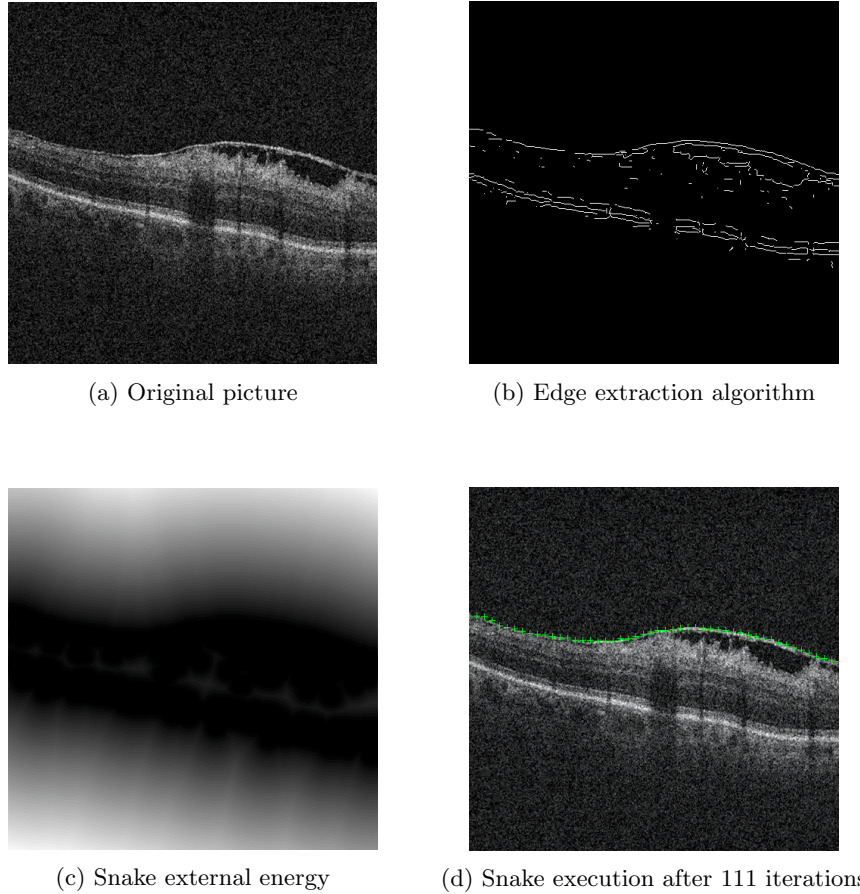 (a) Original picture
(b) Edge extraction algorithm
(c) Snake external energy
(d) Snake execution after 111 iterations